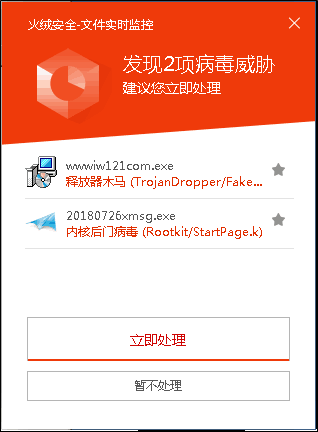 火绒安全-文件实时监控
发现2项病毒威胁
建议您立即处理
wwwiw121com.exe
释放器木马 (TrojanDropper/Fake...
20180726xmsg.exe
内核后门病毒 (Rootkit/StartPage.k)
立即处理
暂不处理